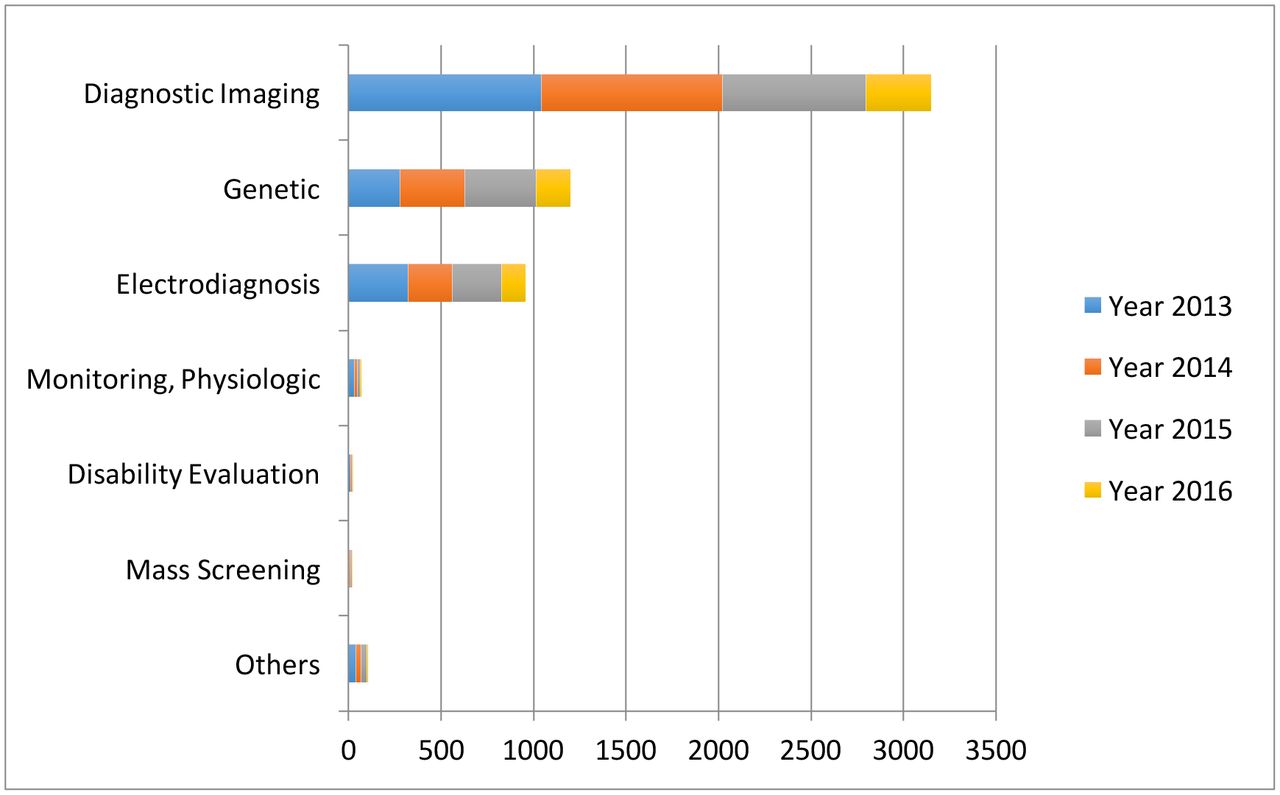 Diagnostic Imaging
Genetic
Electrodiagnosis
Monitoring, Physiologic
Disability Evaluation
Mass Screening
Others
0 500 1000 1500 2000 2500 3000 3500
Year 2013
Year 2014
Year 2015
Year 2016